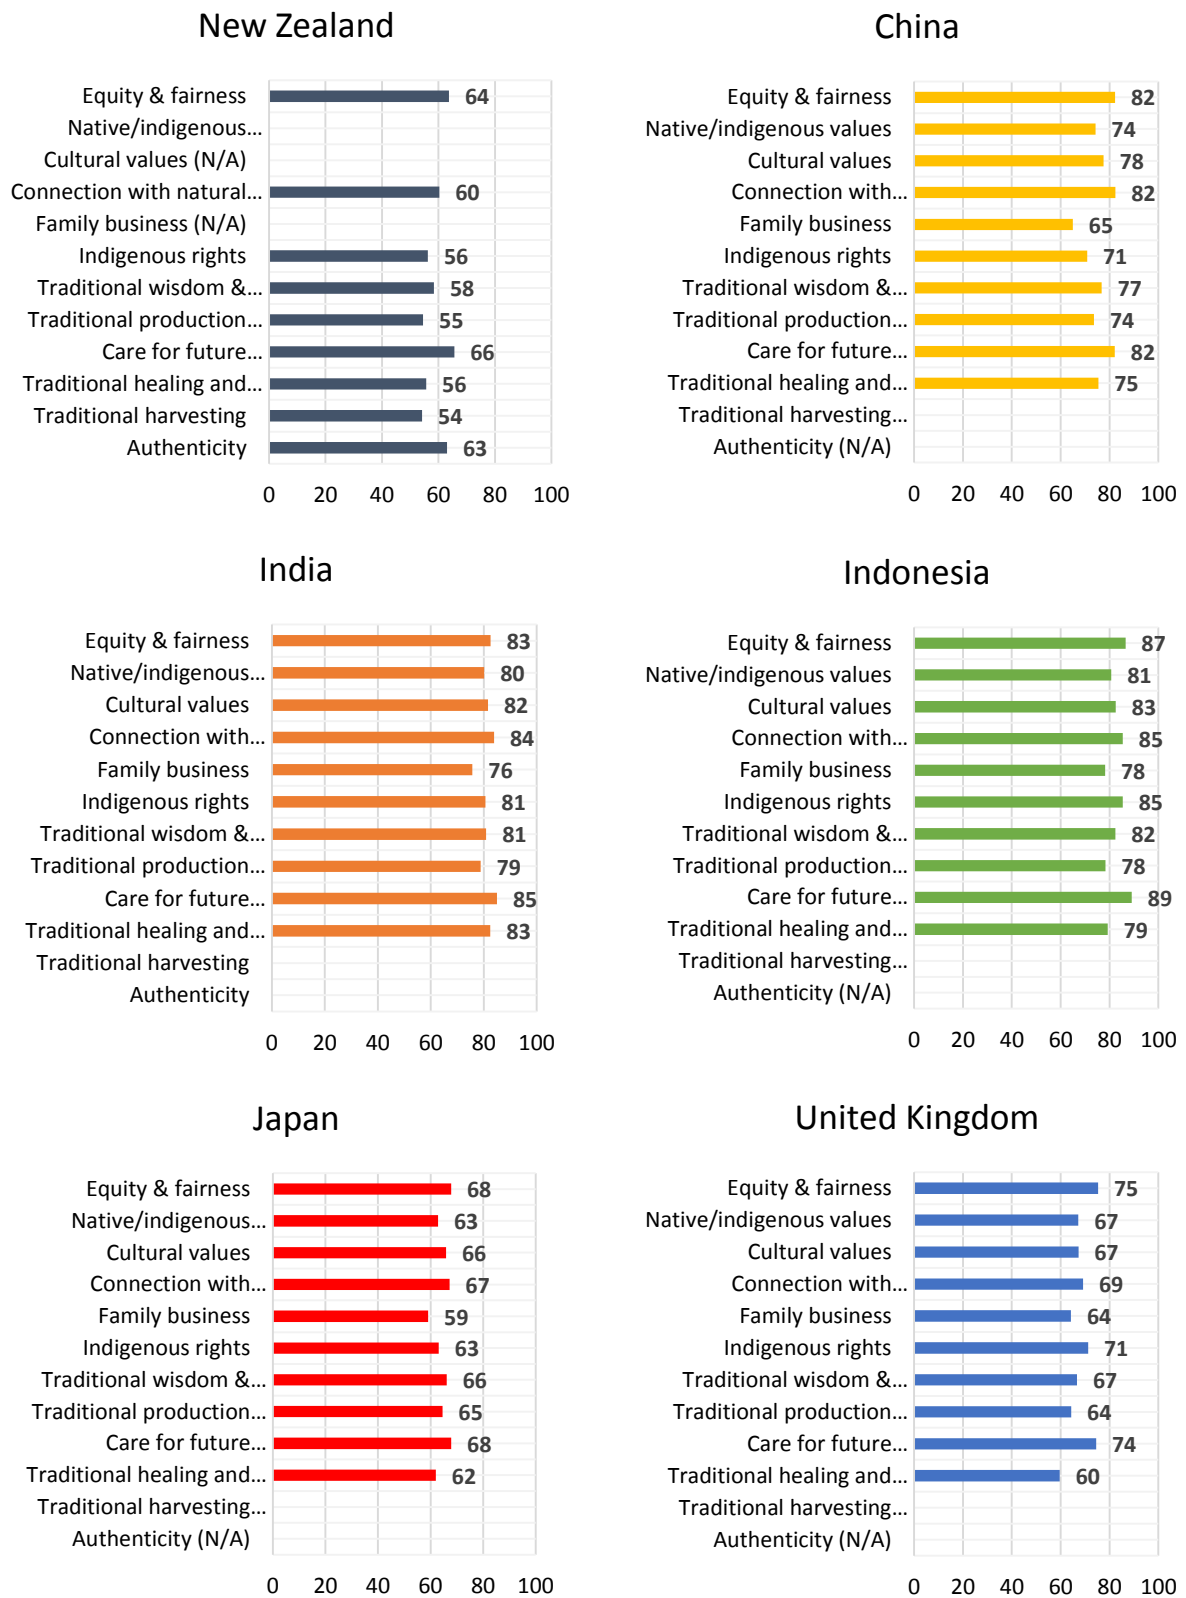 New Zealand
Equity & fairness 64
Native/indigenous...
Cultural values (N/A)
Connection with natural... 60
Family business (N/A)
Indigenous rights 56
Traditional wisdom &... 58
Traditional production... 55
Care for future... 66
Traditional healing and... 56
Traditional harvesting 54
Authenticity 63
0 20 40 60 80 100
China
Equity & fairness 82
Native/indigenous values 74
Cultural values 78
Connection with... 82
Family business 65
Indigenous rights 71
Traditional wisdom &... 77
Traditional production... 74
Care for future... 82
Traditional healing and... 75
Traditional harvesting...
Authenticity (N/A)
0 20 40 60 80 100
India
Equity & fairness 83
Native/indigenous... 80
Cultural values 82
Connection with... 84
Family business 76
Indigenous rights 81
Traditional wisdom &... 81
Traditional production... 79
Care for future... 85
Traditional healing and... 83
Traditional harvesting
Authenticity
0 20 40 60 80 100
Indonesia
Equity & fairness 87
Native/indigenous values 81
Cultural values 83
Connection with... 85
Family business 78
Indigenous rights 85
Traditional wisdom &... 82
Traditional production... 78
Care for future... 89
Traditional healing and... 79
Traditional harvesting...
Authenticity (N/A)
0 20 40 60 80 100
Japan
Equity & fairness 68
Native/indigenous... 63
Cultural values 66
Connection with... 67
Family business 59
Indigenous rights 63
Traditional wisdom &... 66
Traditional production... 65
Care for future... 68
Traditional healing and... 62
Traditional harvesting...
Authenticity (N/A)
0 20 40 60 80 100
United Kingdom
Equity & fairness 75
Native/indigenous values 67
Cultural values 67
Connection with... 69
Family business 64
Indigenous rights 71
Traditional wisdom &... 67
Traditional production... 64
Care for future... 74
Traditional healing and... 60
Traditional harvesting...
Authenticity (N/A)
0 20 40 60 80 100